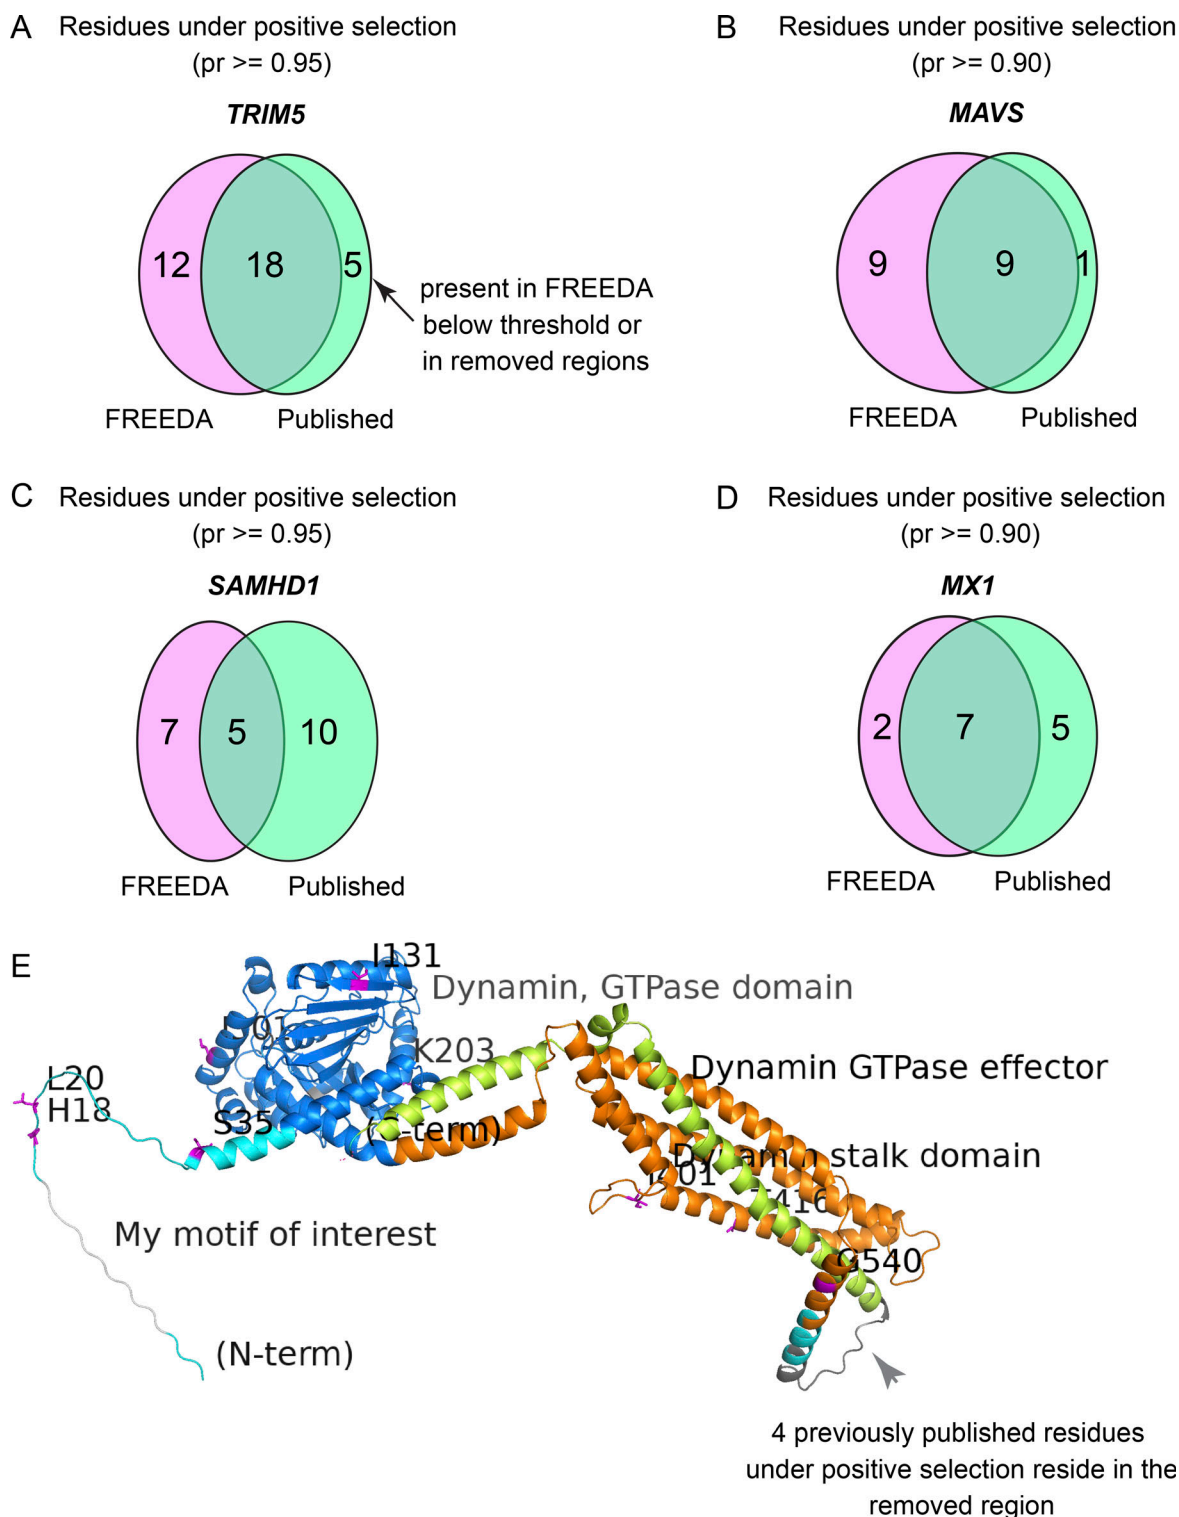 A Residues under positive selection
(pr >= 0.95)
TRIM5
12 18 5
present in FREEDA
below threshold or
in removed regions
FREEDA Published
B Residues under positive selection
(pr >= 0.90)
MAVS
9 9 1
FREEDA Published
C Residues under positive selection
(pr >= 0.95)
SAMHD1
7 5 10
FREEDA Published
D Residues under positive selection
(pr >= 0.90)
MX1
2 7 5
FREEDA Published
E
I131
Dynamin, GTPase domain
K203
Dynamin GTPase effector
L20
H18
S35
(C-term)
Dynamin stalk domain
My motif of interest
G540
(N-term)
4 previously published residues
under positive selection reside in the
removed region